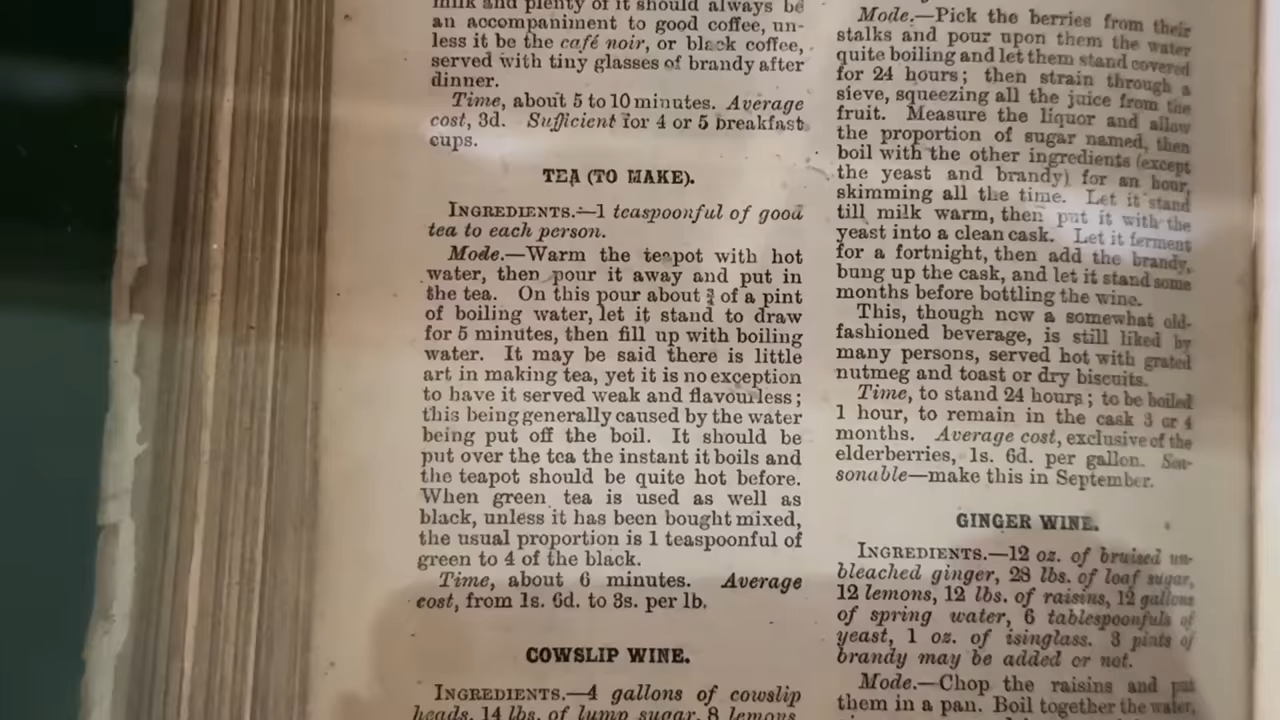 milk and plenty of it should always be
an accompaniment to good coffee, un-
less it be the café noir, or black coffee,
served with tiny glasses of brandy after
dinner.
Time, about 5 to 10 minutes. Average
cost, 3d. Sufficient for 4 or 5 breakfast
cups.
TEA (TO MAKE).
INGREDIENTS.—1 teaspoonful of good
tea to each person.
Mode.—Warm the teapot with hot
water, then pour it away and put in
the tea. On this pour about ¾ of a pint
of boiling water, let it stand to draw
for 5 minutes, then fill up with boiling
water. It may be said there is little
art in making tea, yet it is no exception
to have it served weak and flavourless;
this being generally caused by the water
being put off the boil. It should be
put over the tea the instant it boils and
the teapot should be quite hot before.
When green tea is used as well as
black, unless it has been bought mixed,
the usual proportion is 1 teaspoonful of
green to 4 of the black.
Time, about 6 minutes. Average
cost, from 1s. 6d. to 3s. per lb.
COWSLIP WINE.
INGREDIENTS.—4 gallons of cowslip
heads, 14 lbs. of lump sugar, 8 lemons,
Mode.—Pick the berries from their
stalks and pour upon them the water
quite boiling and let them stand covered
for 24 hours; then strain through a
sieve, squeezing all the juice from the
fruit. Measure the liquor and allow
the proportion of sugar named, then
boil with the other ingredients (except
the yeast and brandy) for an hour,
skimming all the time. Let it stand
till milk warm, then put it with the
yeast into a clean cask. Let it ferment
for a fortnight, then add the brandy,
bung up the cask, and let it stand some
months before bottling the wine.
This, though now a somewhat old-
fashioned beverage, is still liked by
many persons, served hot with grated
nutmeg and toast or dry biscuits.
Time, to stand 24 hours; to be boiled
1 hour, to remain in the cask 3 or 4
months. Average cost, exclusive of the
elderberries, 1s. 6d. per gallon. Sea-
sonable—make this in September.
GINGER WINE.
INGREDIENTS.—12 oz. of bruised un-
bleached ginger, 28 lbs. of loaf sugar,
12 lemons, 12 lbs. of raisins, 12 gallons
of spring water, 6 tablespoonfuls of
yeast, 1 oz. of isinglass. 3 pints of
brandy may be added or not.
Mode.—Chop the raisins and put
them in a pan. Boil together the water,